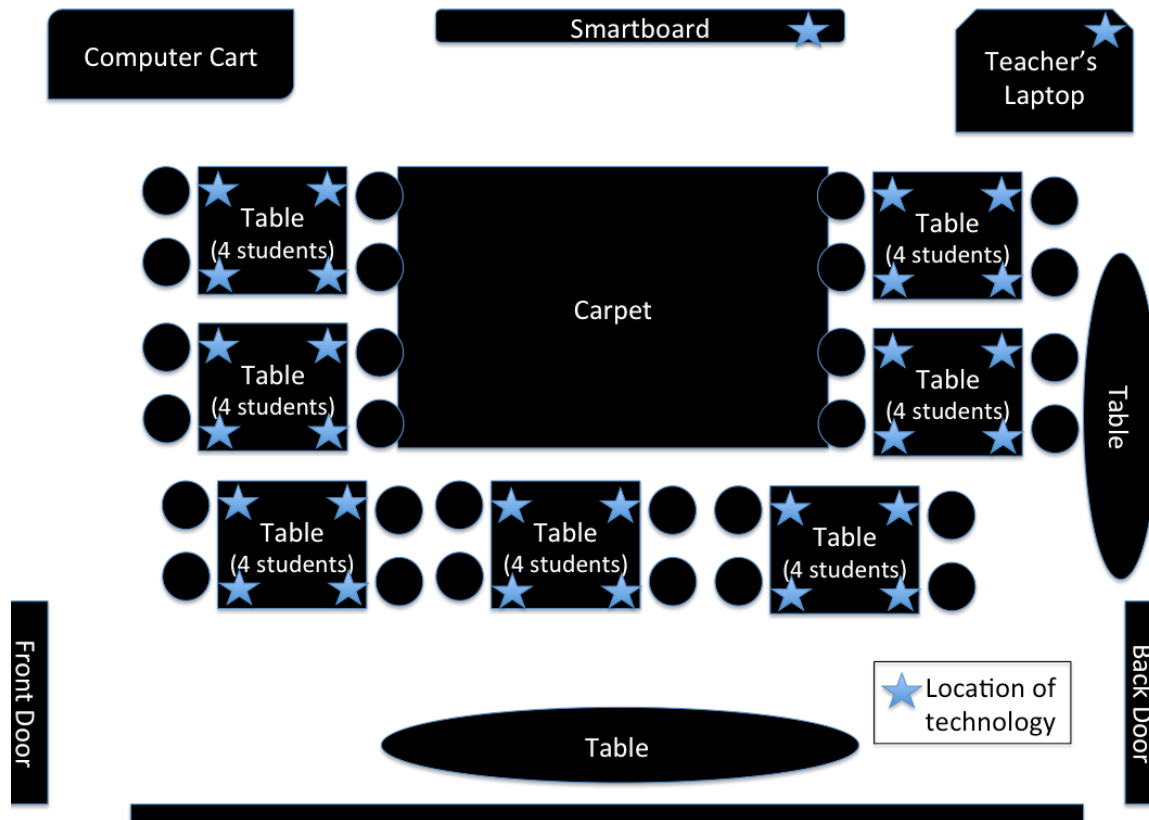 Smartboard
Computer Cart
Teacher’s
Laptop
Table
(4 students)
Table
(4 students)
Carpet
Table
(4 students)
Table
(4 students)
Table
Table
(4 students)
Table
(4 students)
Table
(4 students)
Front Door
Back Door
Location of
technology
Table